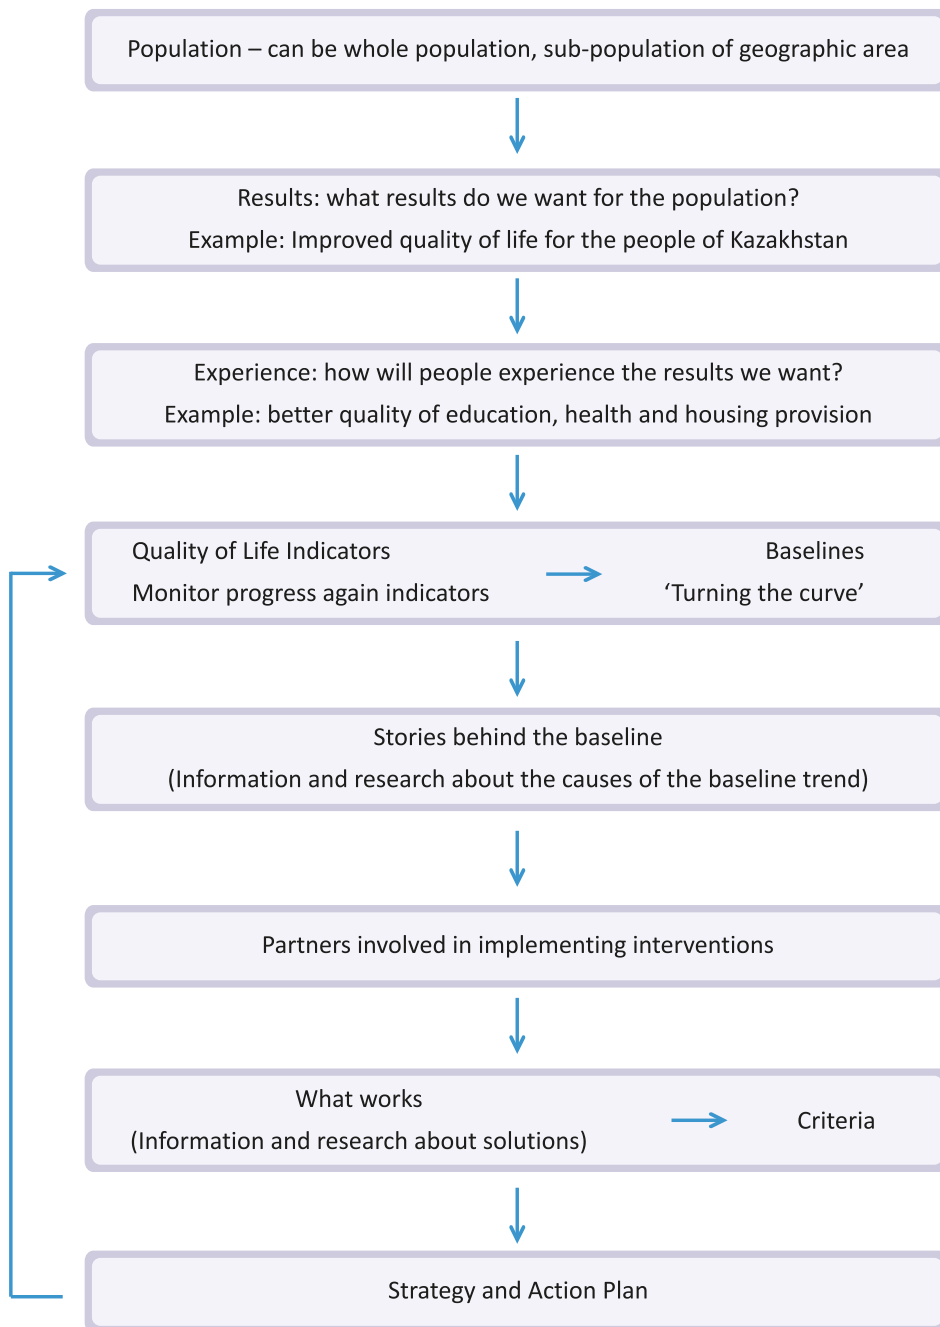 Population – can be whole population, sub-population of geographic area
Results: what results do we want for the population?
Example: Improved quality of life for the people of Kazakhstan
Experience: how will people experience the results we want?
Example: better quality of education, health and housing provision
Quality of Life Indicators
Monitor progress again indicators
Baselines
‘Turning the curve’
Stories behind the baseline
(Information and research about the causes of the baseline trend)
Partners involved in implementing interventions
What works
(Information and research about solutions)
Criteria
Strategy and Action Plan